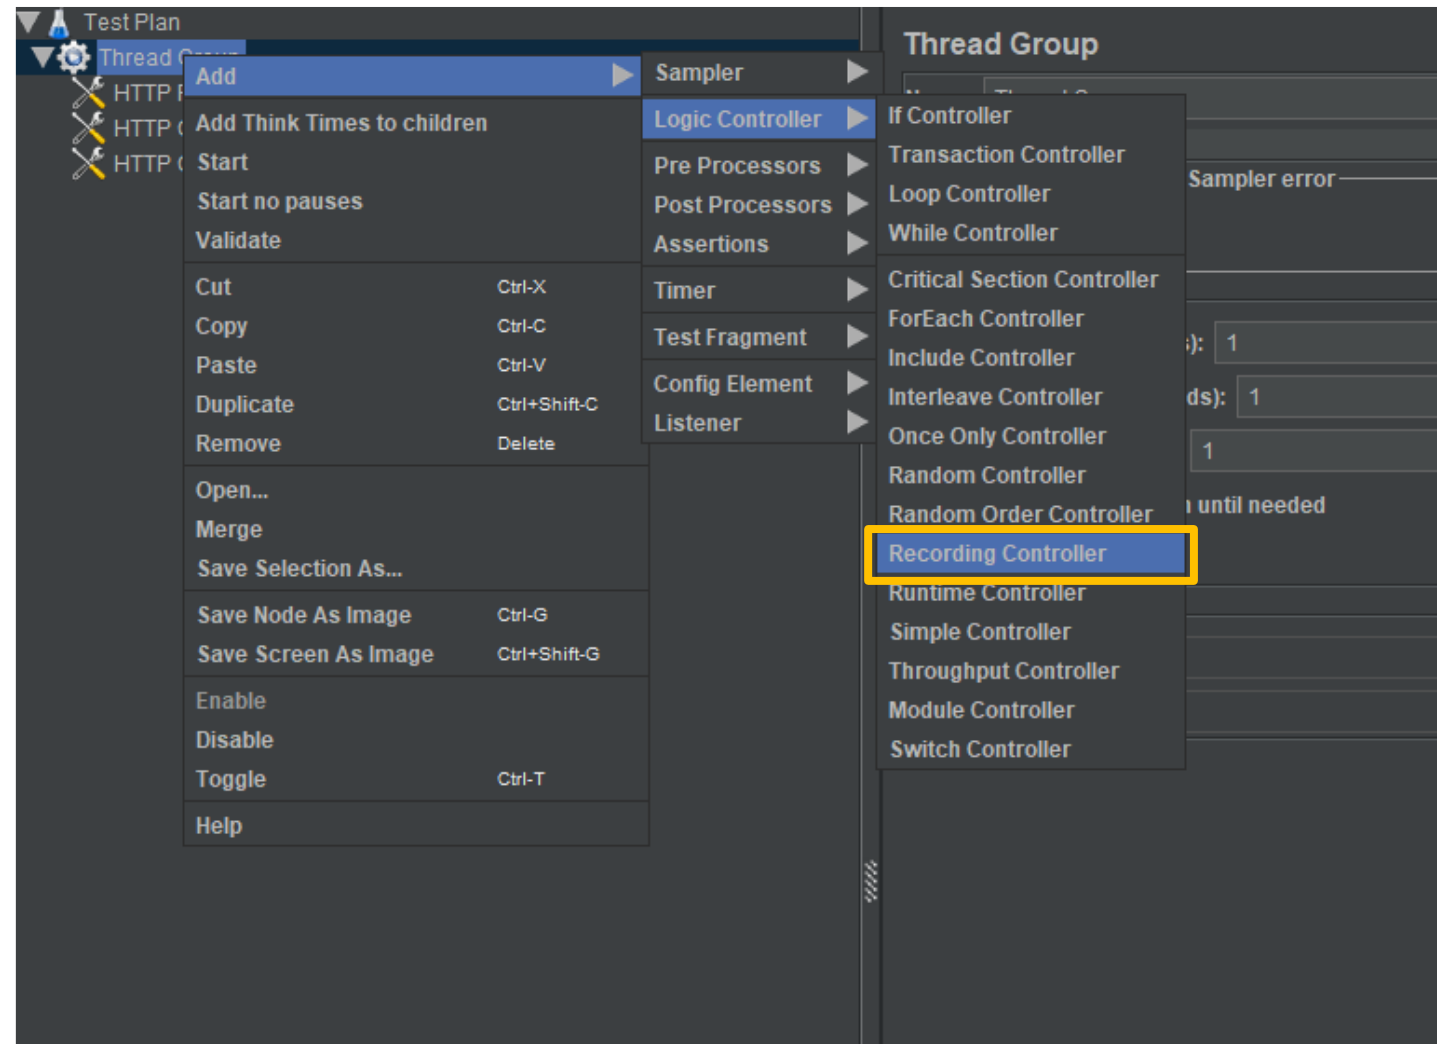 Test Plan
Thread
HTTP
HTTP
HTTP
Add
Add Think Times to children
Start
Start no pauses
Validate
Cut Ctrl-X
Copy Ctrl-C
Paste Ctrl-V
Duplicate Ctrl+Shift-C
Remove Delete
Open...
Merge
Save Selection As...
Save Node As Image Ctrl-G
Save Screen As Image Ctrl+Shift-G
Enable
Disable
Toggle Ctrl-T
Help
Sampler
Logic Controller
Pre Processors
Post Processors
Assertions
Timer
Test Fragment
Config Element
Listener
If Controller
Transaction Controller
Loop Controller
While Controller
Critical Section Controller
ForEach Controller
Include Controller
Interleave Controller
Once Only Controller
Random Controller
Random Order Controller
Recording Controller
Runtime Controller
Simple Controller
Throughput Controller
Module Controller
Switch Controller
Thread Group
Sampler error
s): 1
ds): 1
1
until needed